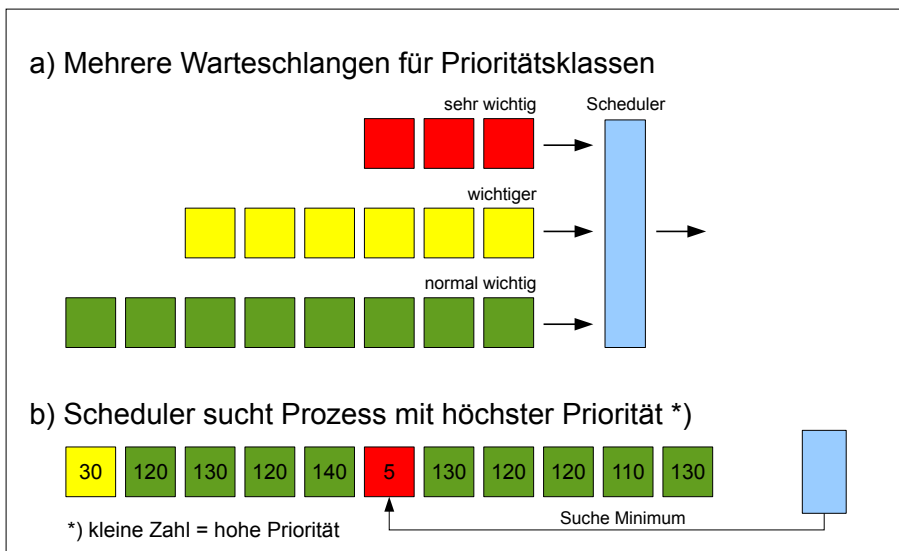 a) Mehrere Warteschlangen für Prioritätsklassen
sehr wichtig
Scheduler
wichtiger
normal wichtig
b) Scheduler sucht Prozess mit höchster Priorität *)
30 120 130 120 140 5 130 120 120 110 130
*) kleine Zahl = hohe Priorität
Suche Minimum